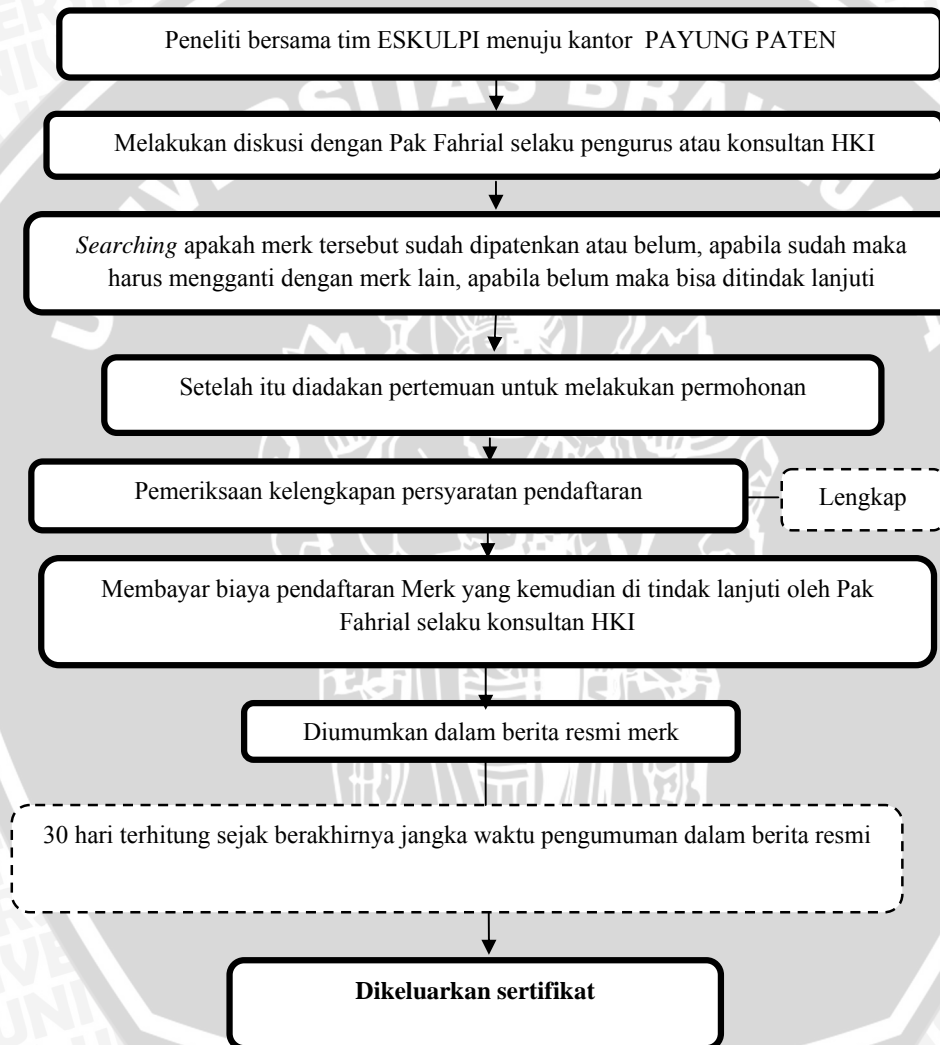 Peneliti bersama tim ESKULPI menuju kantor PAYUNG PATEN
Melakukan diskusi dengan Pak Fahrial selaku pengurus atau konsultan HKI
Searching apakah merk tersebut sudah dipatenkan atau belum, apabila sudah maka
harus mengganti dengan merk lain, apabila belum maka bisa ditindak lanjuti
Setelah itu diadakan pertemuan untuk melakukan permohonan
Pemeriksaan kelengkapan persyaratan pendaftaran
Lengkap
Membayar biaya pendaftaran Merk yang kemudian di tindak lanjuti oleh Pak
Fahrial selaku konsultan HKI
Diumumkan dalam berita resmi merk
30 hari terhitung sejak berakhirnya jangka waktu pengumuman dalam berita resmi
Dikeluarkan sertifikat